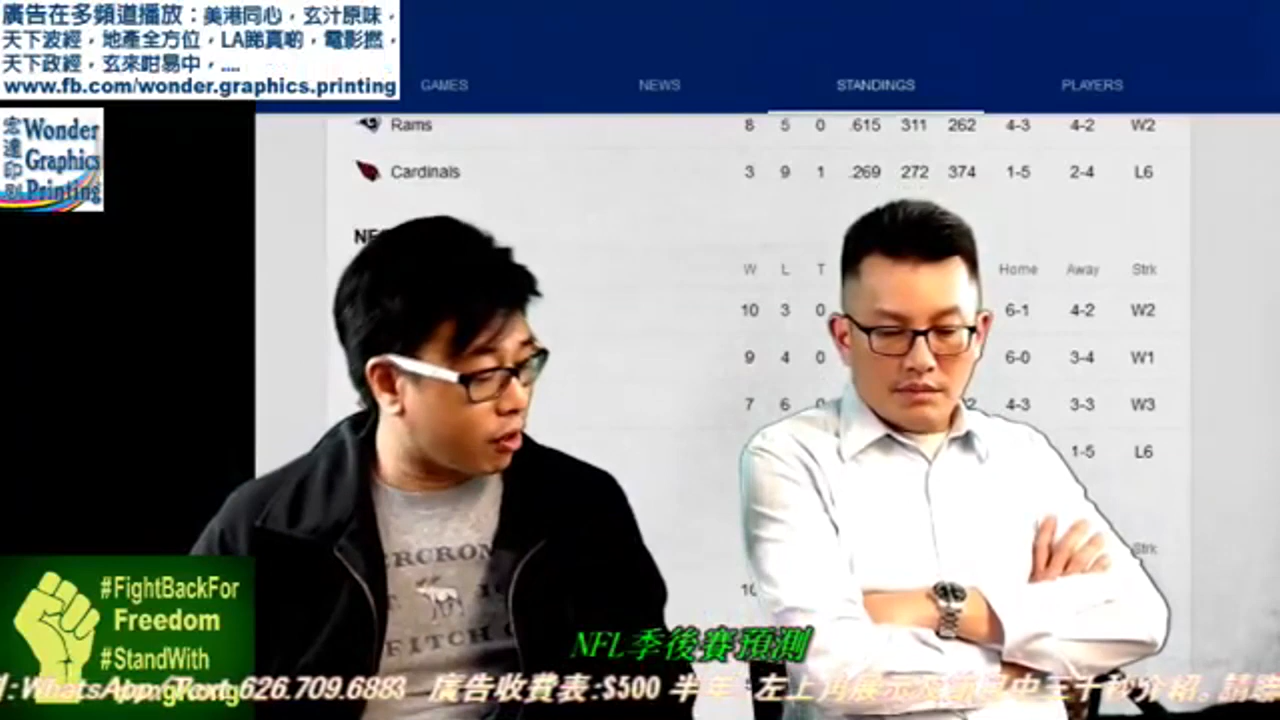 廣告在多頻道播放：美港同心，玄汁原味，
天下波經，地產全方位，LA睇真啲，電影撚，
天下政經，玄來咁易中，....
www.fb.com/wonder.graphics.printing
宏達印刷
Wonder
Graphics
Printing
GAMES NEWS STANDINGS PLAYERS
Rams 8 5 0 .615 311 262 4-3 4-2 W2
Cardinals 3 9 1 .269 272 374 1-5 2-4 L6
W L T Home Away Strk
10 3 0 6-1 4-2 W2
9 4 0 6-0 3-4 W1
7 6 4-3 3-3 W3
1-5 L6
Strk
FITCH
#FightBackFor
Freedom
#StandWith
HongKong
NFL季後賽預測
:WhatsApp / Text 626.709.6883 廣告收費表:$500 半年